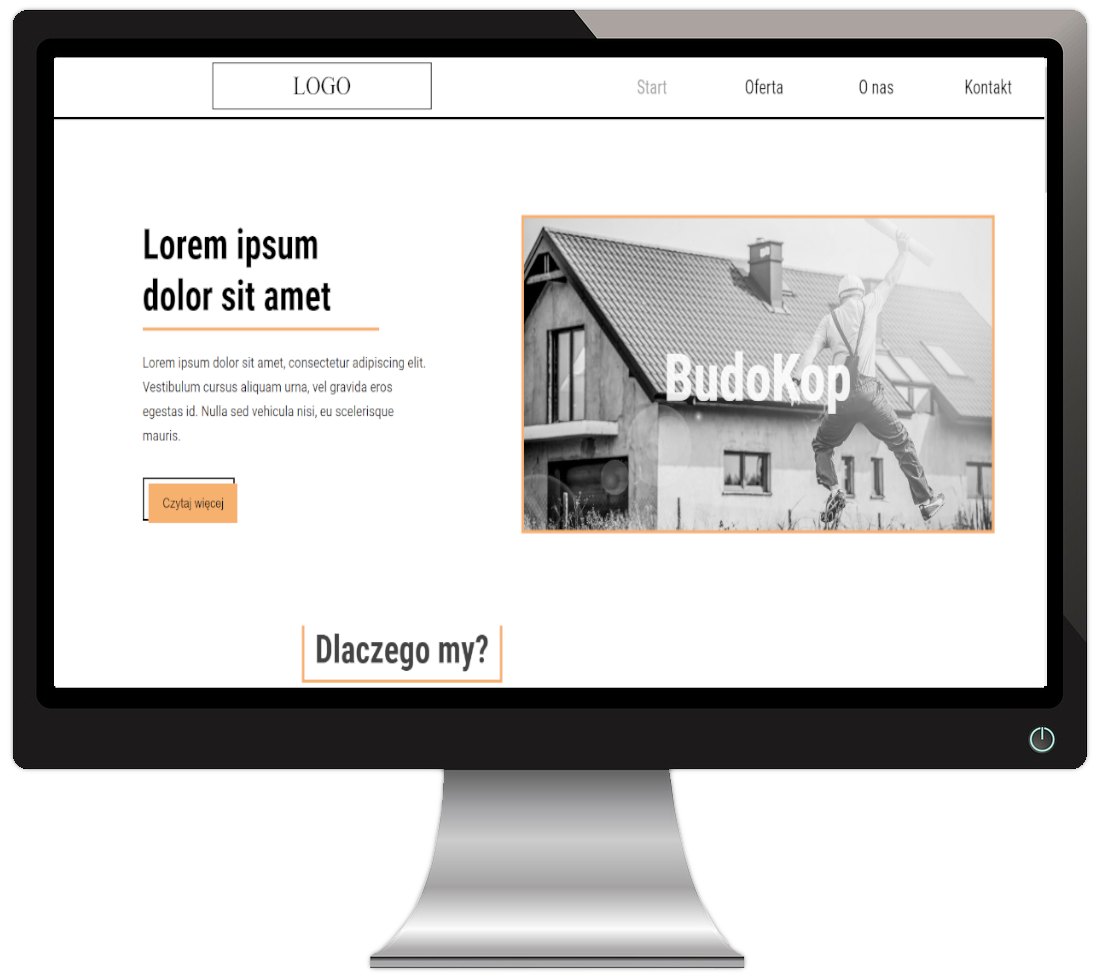 LOGO
Start
Oferta
O nas
Kontakt
Lorem ipsum
dolor sit amet
Lorem ipsum dolor sit amet, consectetur adipiscing elit.
Vestibulum cursus aliquam urna, vel gravida eros
egestas id. Nulla sed vehicula nisi, eu scelerisque
mauris.
Czytaj więcej
BudoKop
Dlaczego my?